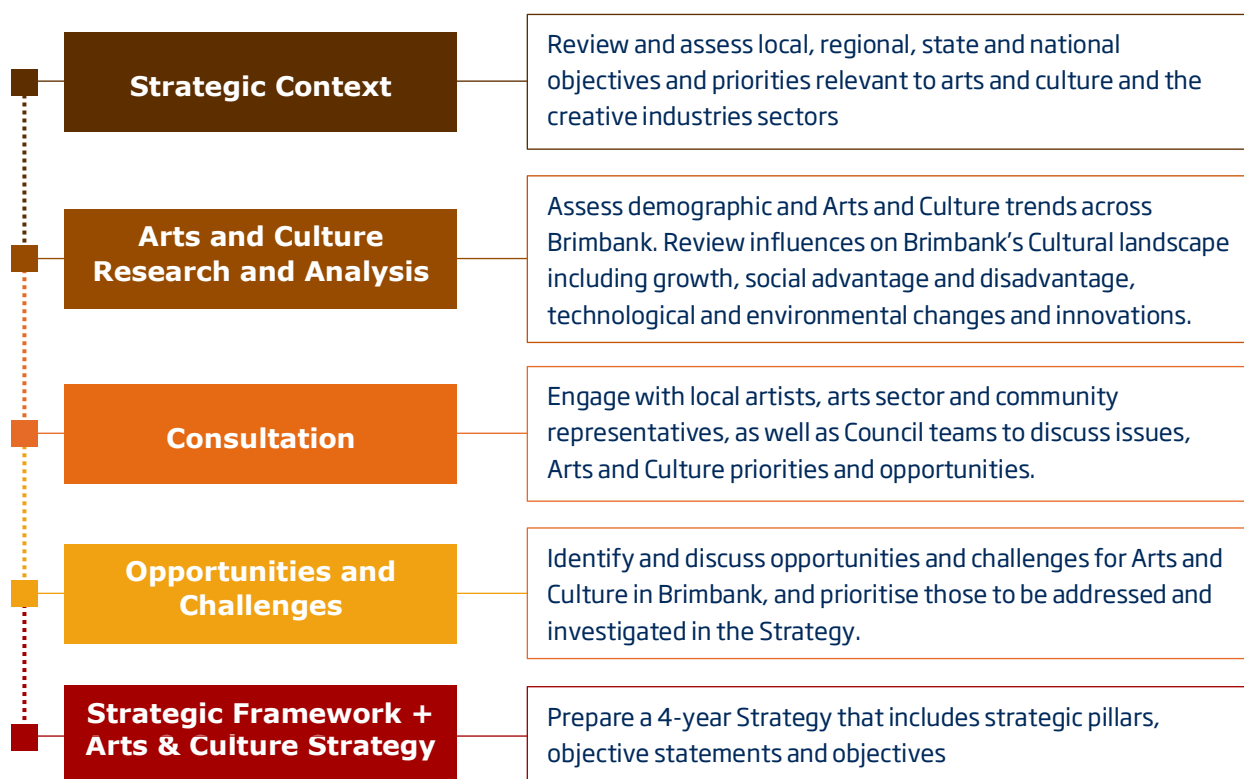 Strategic Context
Review and assess local, regional, state and national
objectives and priorities relevant to arts and culture and the
creative industries sectors
Arts and Culture
Research and Analysis
Assess demographic and Arts and Culture trends across
Brimbank. Review influences on Brimbank's Cultural landscape
including growth, social advantage and disadvantage,
technological and environmental changes and innovations.
Consultation
Engage with local artists, arts sector and community
representatives, as well as Council teams to discuss issues,
Arts and Culture priorities and opportunities.
Opportunities and
Challenges
Identify and discuss opportunities and challenges for Arts and
Culture in Brimbank, and prioritise those to be addressed and
investigated in the Strategy.
Strategic Framework +
Arts & Culture Strategy
Prepare a 4-year Strategy that includes strategic pillars,
objective statements and objectives